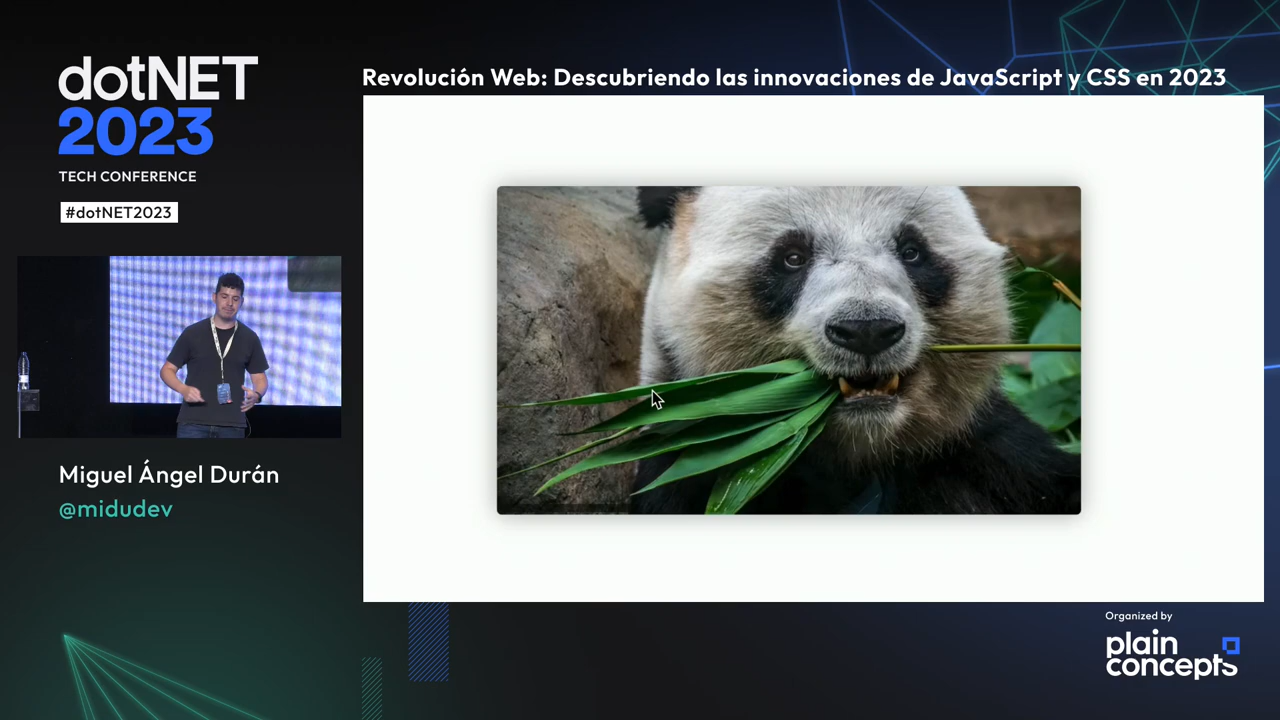 dotNET
2023
TECH CONFERENCE
#dotNET2023
Revolución Web: Descubriendo las innovaciones de JavaScript y CSS en 2023
Miguel Ángel Durán
@midudev
Organized by
plain
concepts